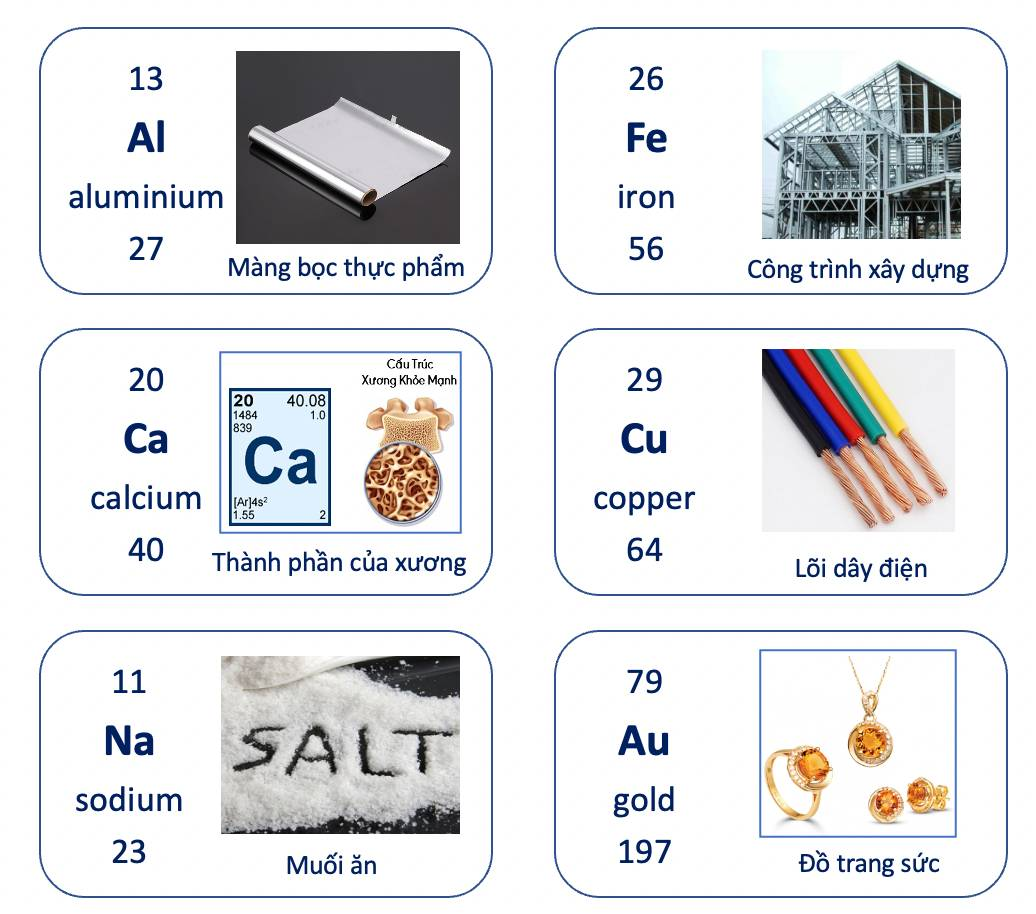 13
Al
aluminium
27
Màng bọc thực phẩm
26
Fe
iron
56
Công trình xây dựng
20
Ca
calcium
40
20 40.08
1484 1.0
839
Ca
[Ar]4s²
1.55 2
Cấu Trúc
Xương Khỏe Mạnh
Thành phần của xương
29
Cu
copper
64
Lõi dây điện
11
Na
sodium
23
SALT
Muối ăn
79
Au
gold
197
Đồ trang sức